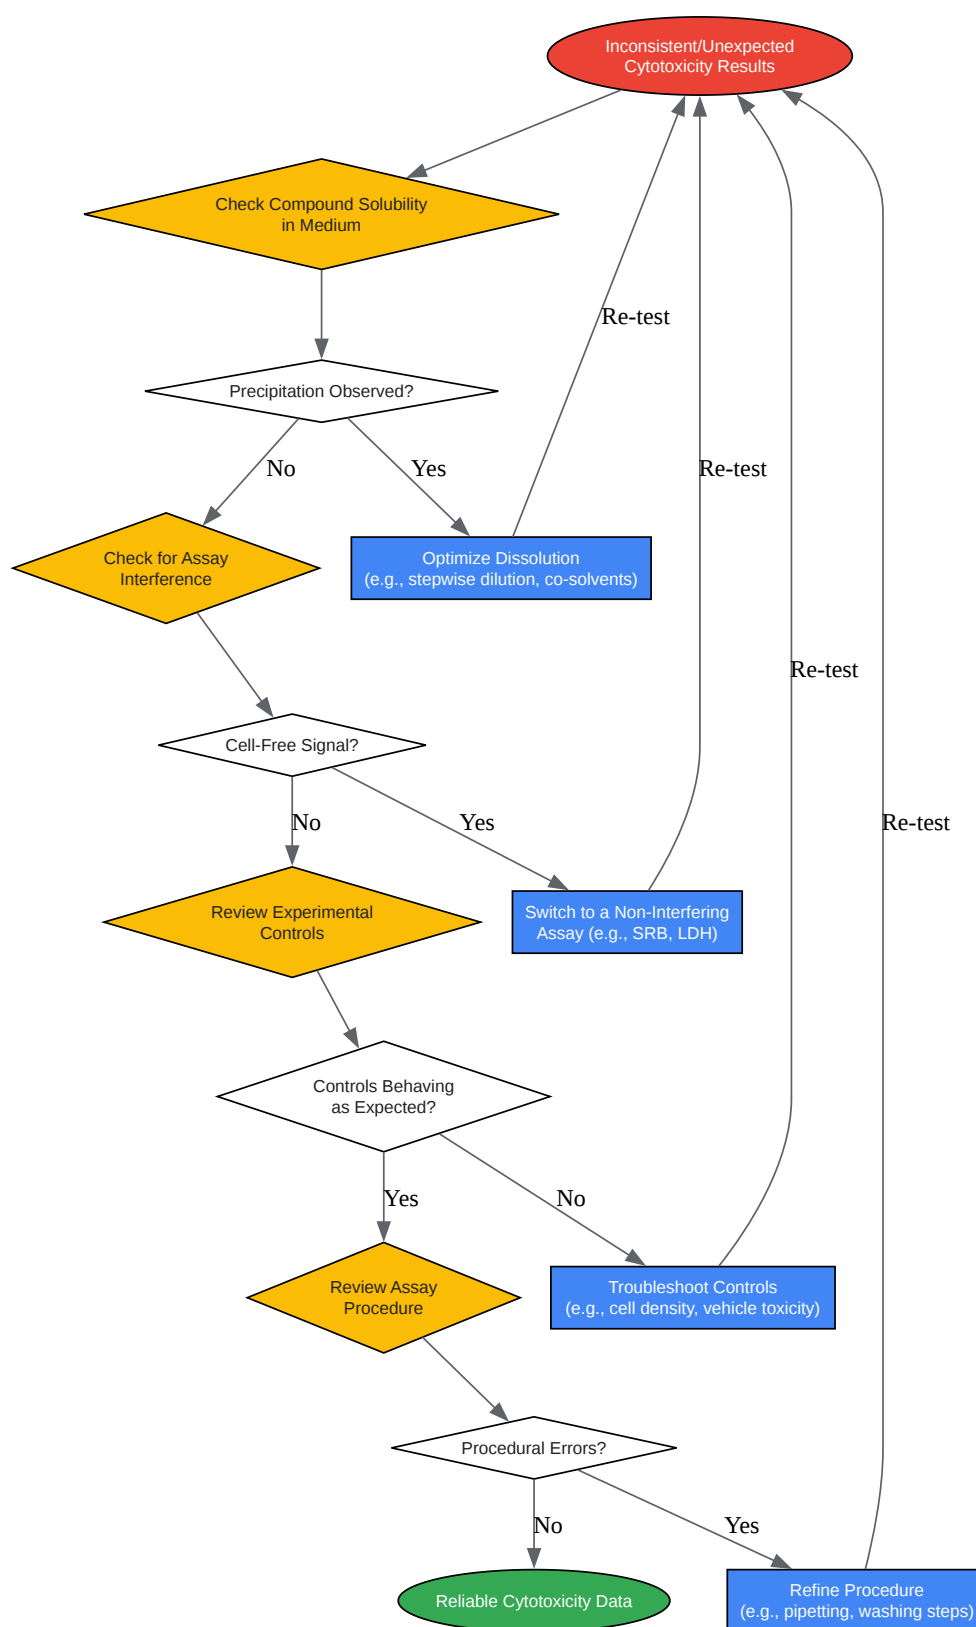 Inconsistent/Unexpected
Cytotoxicity Results
Check Compound Solubility
in Medium
Re-test
Precipitation Observed?
No
Yes
Re-test
Check for Assay
Interference
Optimize Dissolution
(e.g., stepwise dilution, co-solvents)
Re-test
Cell-Free Signal?
No
Yes
Re-test
Review Experimental
Controls
Switch to a Non-Interfering
Assay (e.g., SRB, LDH)
Controls Behaving
as Expected?
Yes
No
Review Assay
Procedure
Troubleshoot Controls
(e.g., cell density, vehicle toxicity)
Procedural Errors?
No
Yes
Reliable Cytotoxicity Data
Refine Procedure
(e.g., pipetting, washing steps)